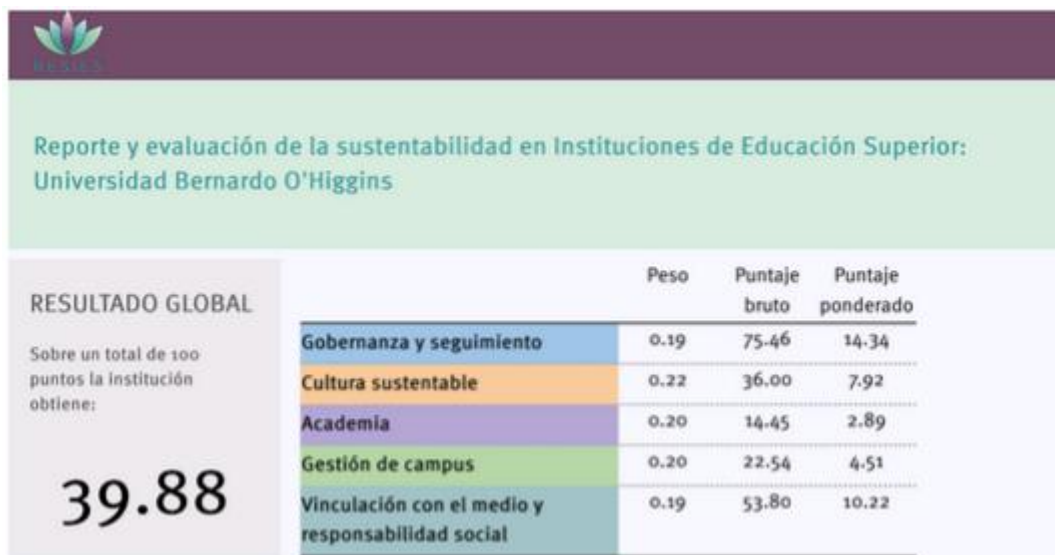 RESIES
Reporte y evaluación de la sustentabilidad en Instituciones de Educación Superior:
Universidad Bernardo O'Higgins
RESULTADO GLOBAL
Sobre un total de 100
puntos la institución
obtiene:
39.88
Peso Puntaje bruto Puntaje ponderado
Gobernanza y seguimiento 0.19 75.46 14.34
Cultura sustentable 0.22 36.00 7.92
Academia 0.20 14.45 2.89
Gestión de campus 0.20 22.54 4.51
Vinculación con el medio y 0.19 53.80 10.22
responsabilidad social